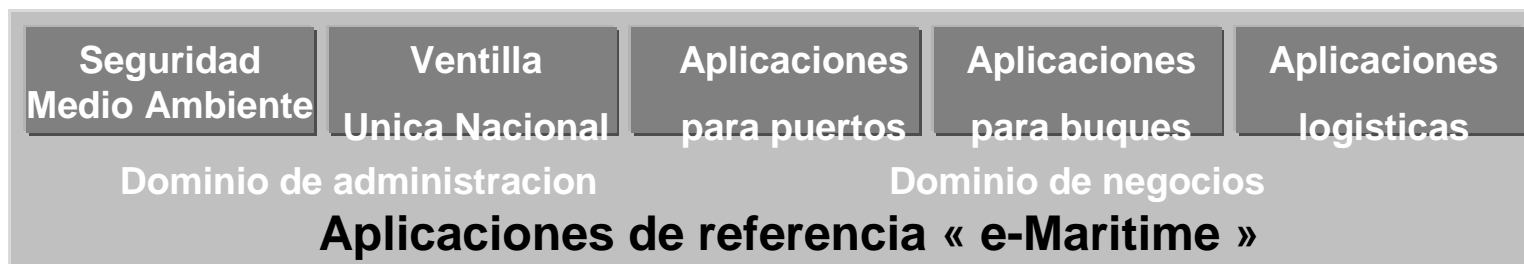 Seguridad
Medio Ambiente
Ventilla
Unica Nacional
Aplicaciones
para puertos
Aplicaciones
para buques
Aplicaciones
logisticas
Dominio de administracion
Dominio de negocios
Aplicaciones de referencia « e-Maritime »